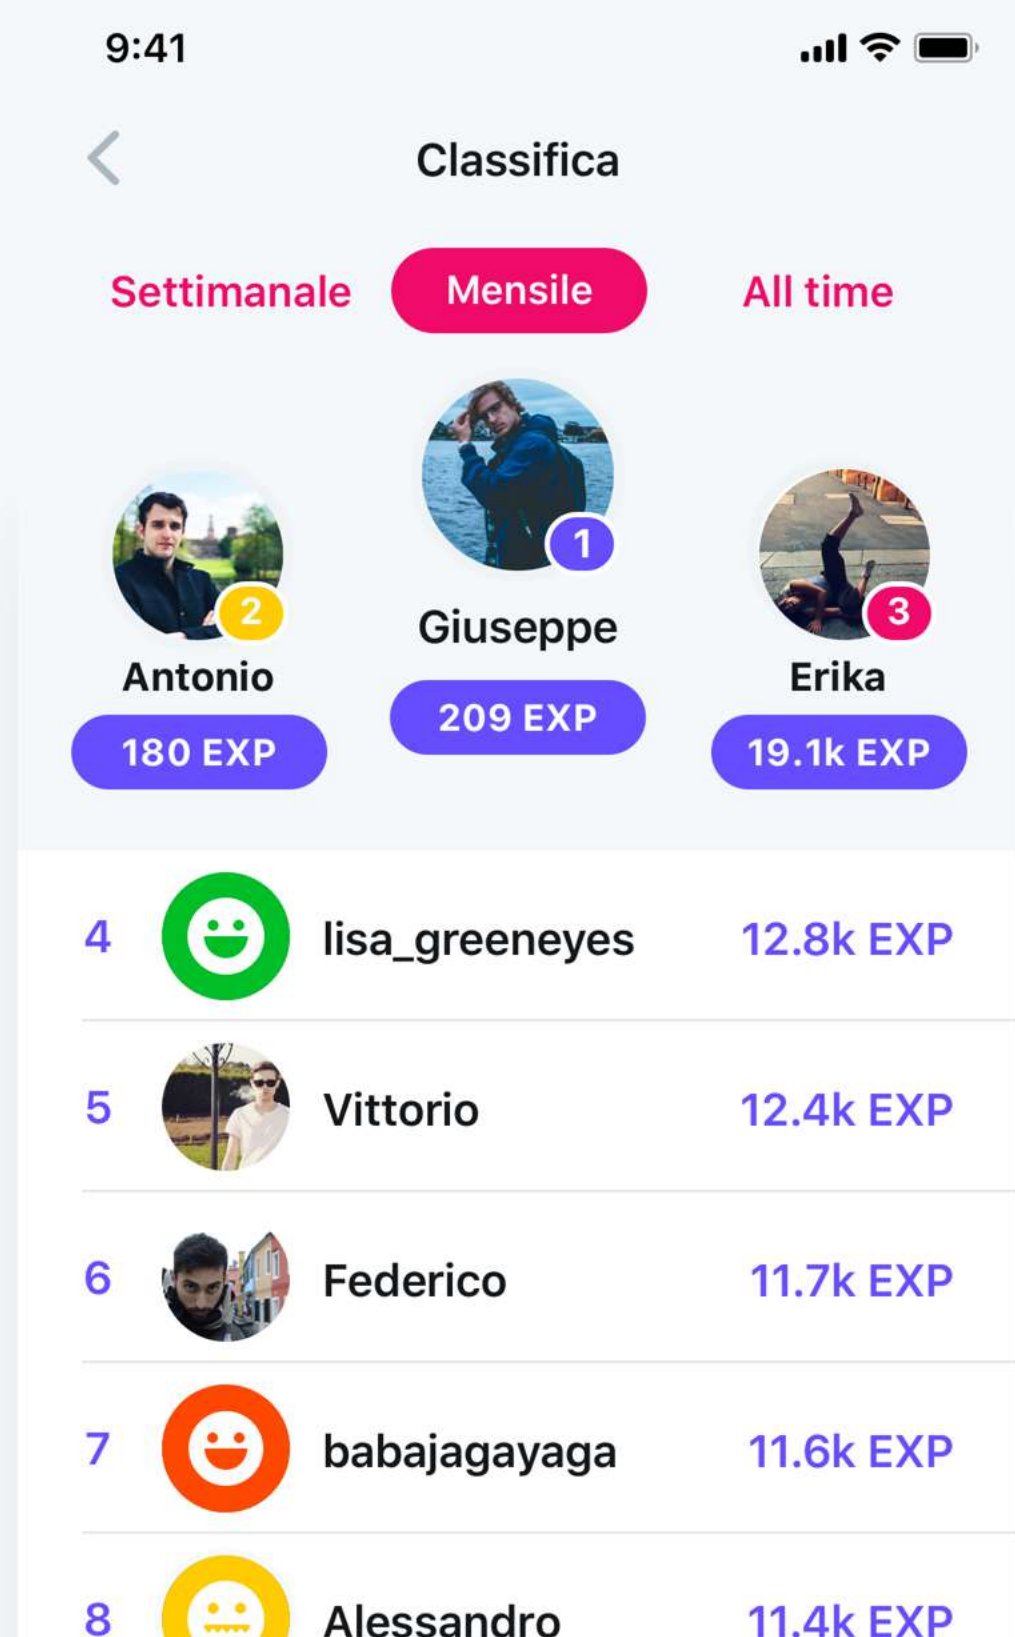 9:41
Classifica
Settimanale
Mensile
All time
1
2
3
Giuseppe
Antonio
Erika
209 EXP
180 EXP
19.1k EXP
4 lisa_greeneyes 12.8k EXP
5 Vittorio 12.4k EXP
6 Federico 11.7k EXP
7 babajagayaga 11.6k EXP
8 Alessandro 11.4k EXP